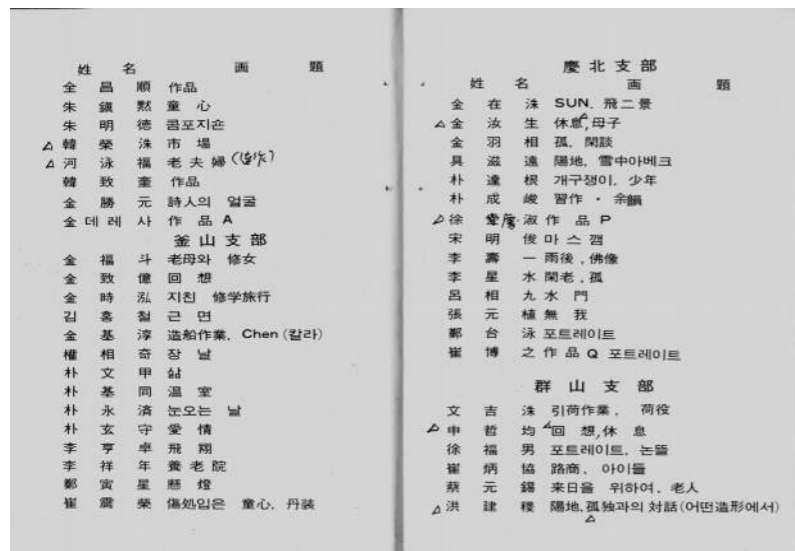 姓 名 画 題
金 昌 順 作品
朱 鎭 默 童 心
朱 明 徳 콤포지숀
△ 韓 榮 洙 市 場
△ 河 泳 福 老 夫 婦
韓 致 奎 作品
金 勝 元 詩人의 얼굴
金 데 레 사 作 品 A
釜 山 支 部
金 福 斗 老母와 修女
金 致 億 回 想
金 時 泓 지친 修学旅行
김 홍 철 근 면
金 基 淳 造船作業, Chen (칼라)
權 相 奇 장 날
朴 文 甲 삶
朴 基 同 温 室
朴 永 済 눈오는 날
朴 玄 守 愛 情
李 亨 卓 飛 翔
李 祥 年 養 老 院
鄭 寅 星 懸 燈
崔 震 榮 傷処입은 童心, 丹装
慶 北 支 部
姓 名 画 題
金 在 洙 SUN, 飛二景
△ 金 汝 生 休息, 母子
金 羽 相 孤, 閑談
具 滋 遠 陽地, 雪中아베크
朴 達 根 개구쟁이, 少年
朴 成 峻 習作 · 余韻
△ 徐 淑 作 品 P
宋 明 俊 마 스 껨
李 壽 一 雨後, 佛像
李 星 水 閑老, 孤
呂 相 九 水 門
張 元 植 無 我
鄭 台 泳 포트레이트
崔 博 之 作 品 Q 포트레이트
群 山 支 部
文 吉 洙 引荷作業, 荷役
△ 申 哲 均 △回 想, 休 息
徐 福 男 포트레이트, 논뜰
崔 炳 協 路商, 아이들
蔡 元 錫 来日을 위하여, 老人
△ 洪 建 稷 陽地, 孤独과의 対話 (어떤造形에서)